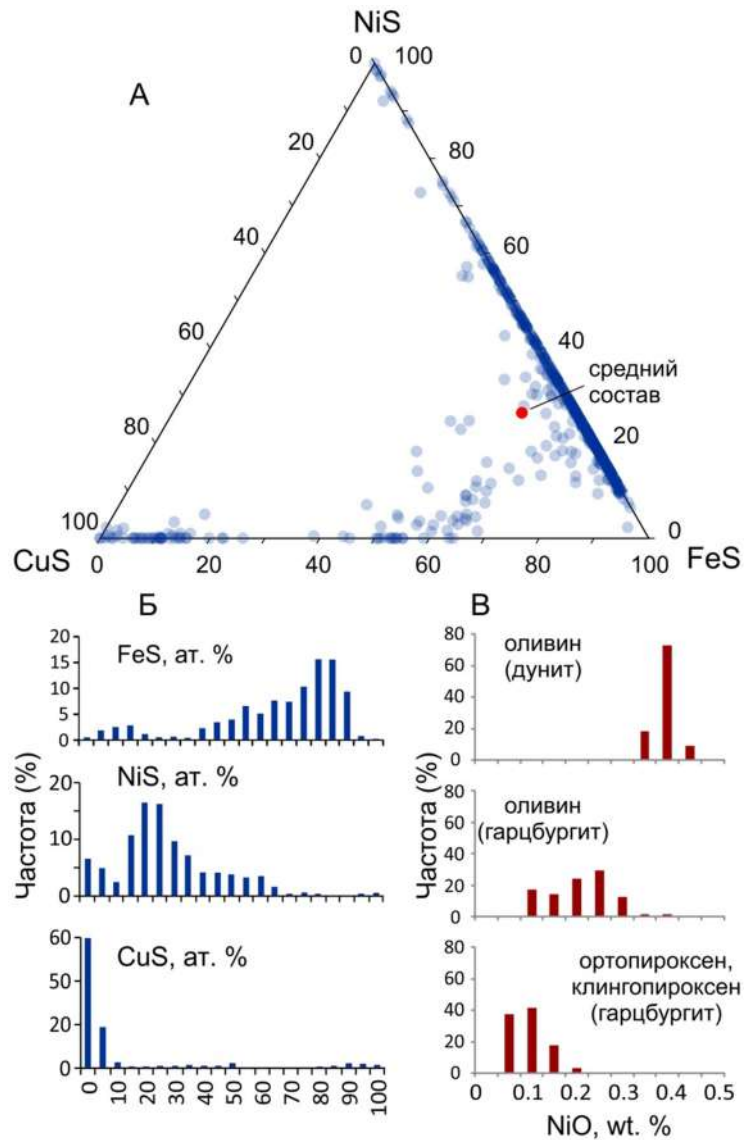 NiS
0 100
А
20
80
40
60
60
40
средний
состав
80
20
100
0
CuS
FeS
0 20 40 60 80 100
Б
В
20
15
10
5
0
FeS, ат. %
80
60
40
20
0
оливин
(дунит)
Частота (%)
20
10
0
NiS, ат. %
Частота (%)
80
60
40
20
0
оливин
(гарцбургит)
60
50
20
0
CuS, ат. %
80
60
40
20
0
ортопироксен,
клингопироксен
(гарцбургит)
0 10 20 30 40 50 60 70 80 90 100
0 0.1 0.2 0.3 0.4 0.5
NiO, wt. %